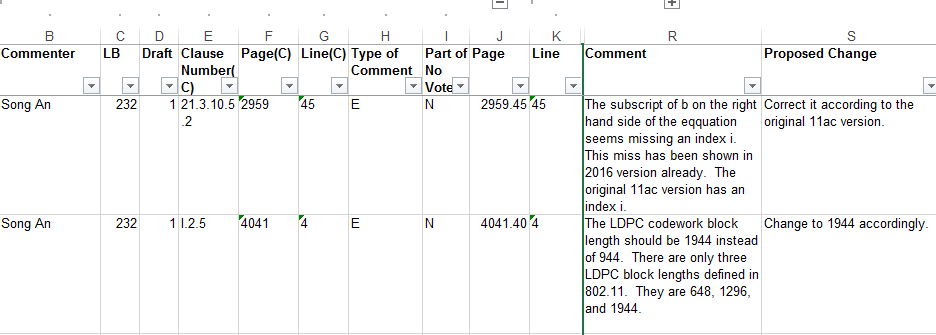 B C D E F G H I J K R S
Commenter LB Draft Clause Page(C) Line(C) Type of Part of Page Line Comment Proposed Change
Number( Comment No
C) Vote
Song An 232 1 21.3.10.5 2959 45 E N 2959.45 45 The subscript of b on the right Correct it according to the
.2 hand side of the eqquation original 11ac version.
seems missing an index i.
This miss has been shown in
2016 version already. The
original 11ac version has an
index i.
Song An 232 1 I.2.5 4041 4 E N 4041.40 4 The LDPC codework block Change to 1944 accordingly.
length should be 1944 instead
of 944. There are only three
LDPC block lengths defined in
802.11. They are 648, 1296,
and 1944.